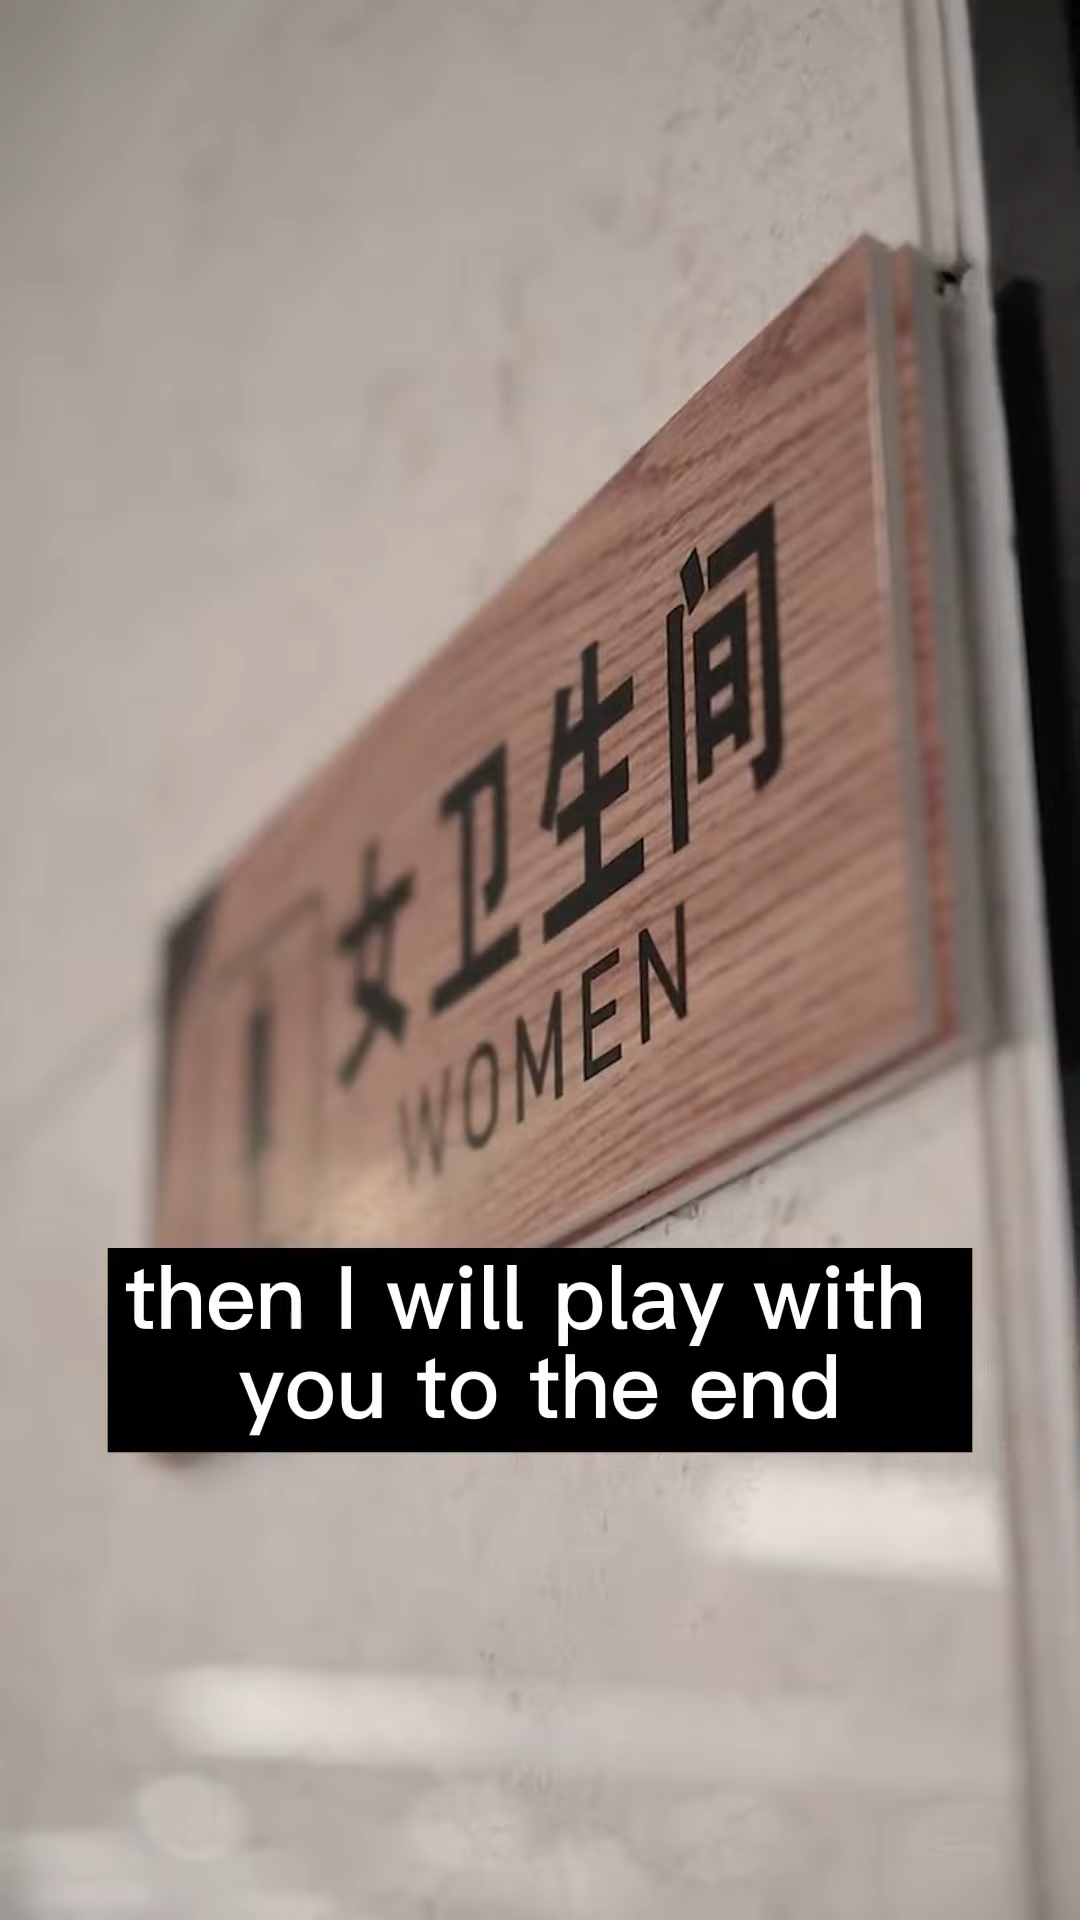 女卫生间
WOMEN
then I will play with
you to the end